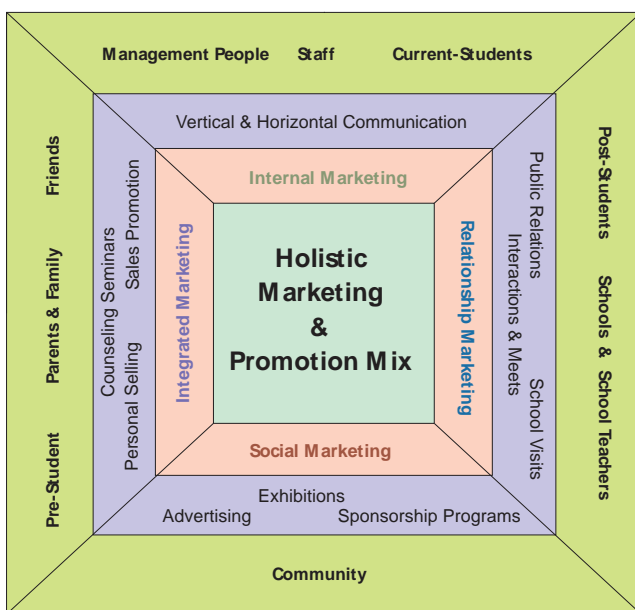 Management People Staff Current-Students
Vertical & Horizontal Communication
Internal Marketing
Friends
Parents & Family
Pre-Student
Counseling Seminars
Sales Promotion
Personal Selling
Integrated Marketing
Holistic
Marketing
&
Promotion Mix
Relationship Marketing
Public Relations
Interactions & Meets
School Visits
Post-Students
Schools & School Teachers
Social Marketing
Exhibitions
Advertising Sponsorship Programs
Community